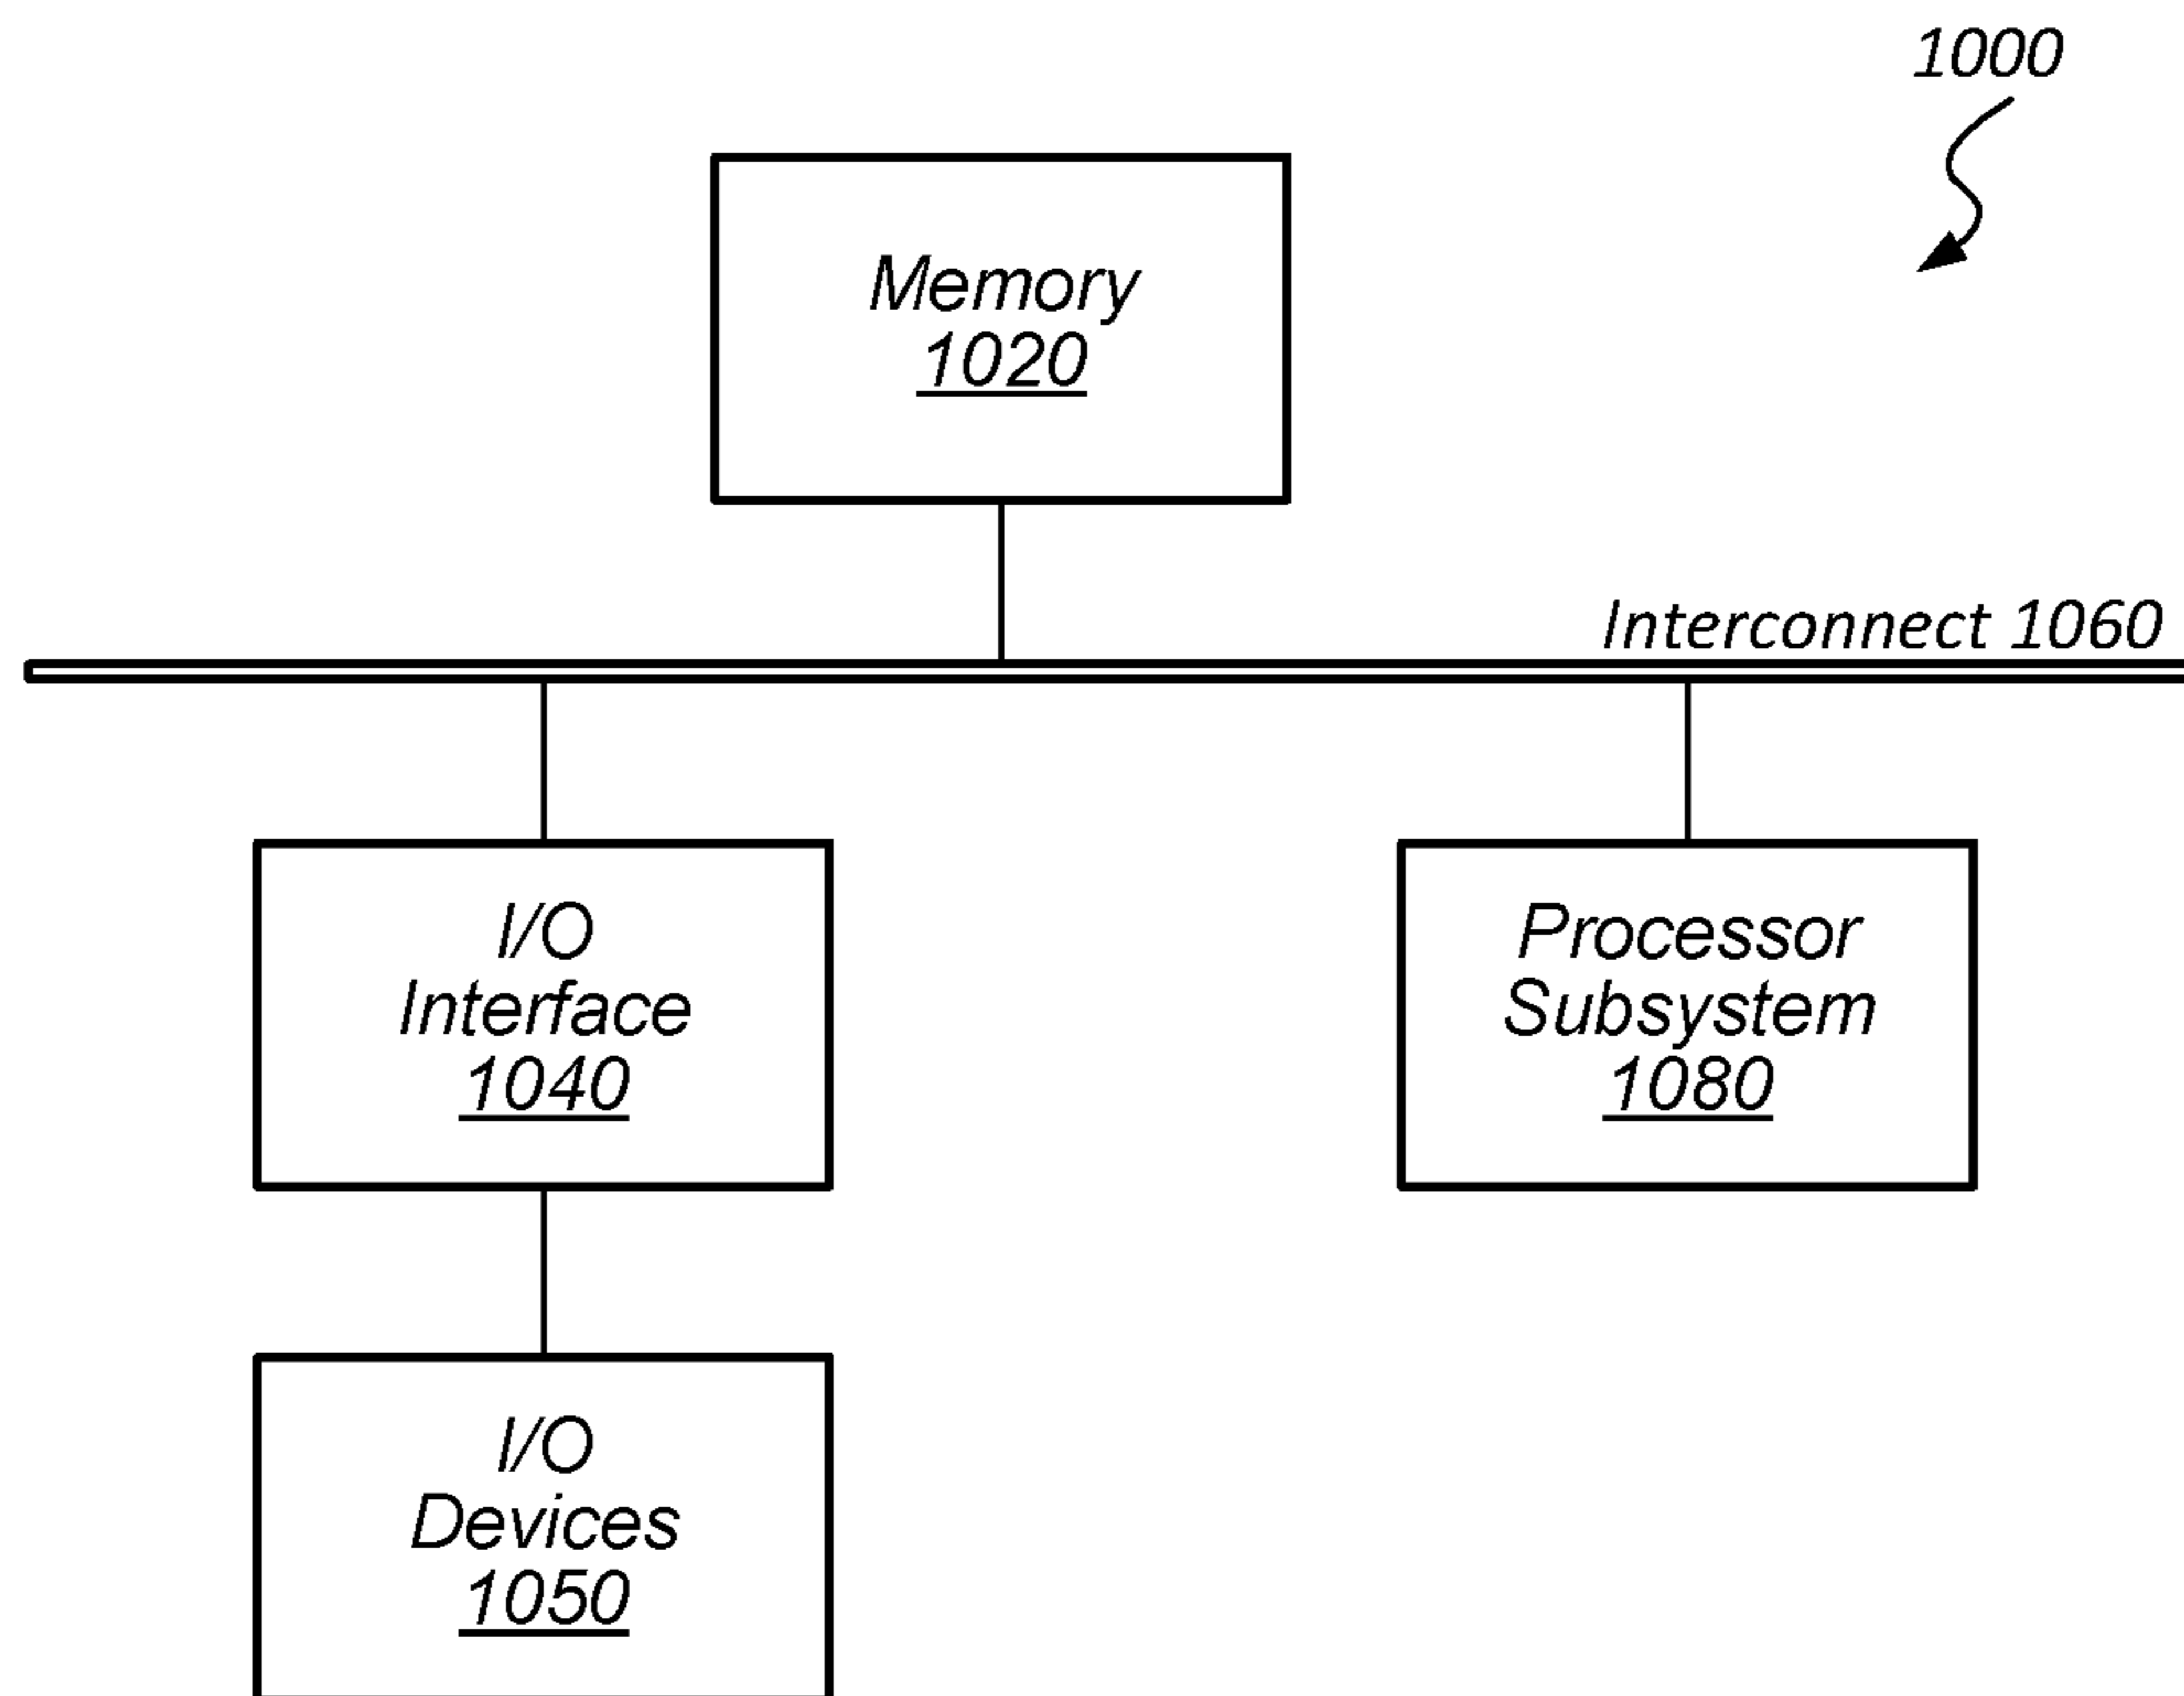 1000
Memory
1020
Interconnect 1060
I/O
Interface
1040
Processor
Subsystem
1080
I/O
Devices
1050